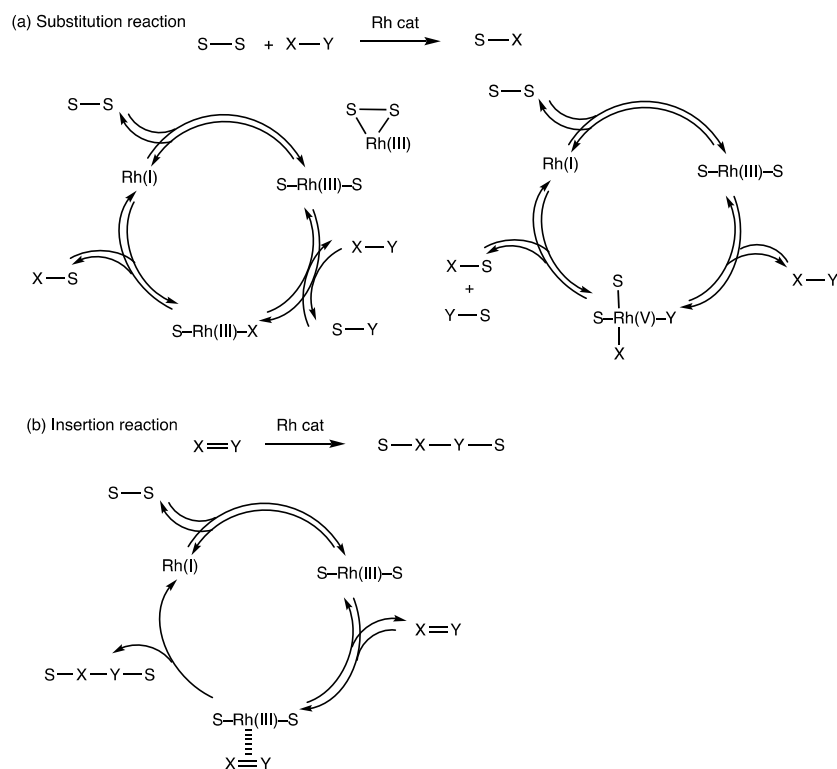 (a) Substitution reaction
S—S + X—Y Rh cat S—X
S—S
S—S
Rh(III)
Rh(I)
S–Rh(III)–S
X—Y
X—S
S–Rh(III)–X
S—Y
S—S
Rh(I)
S–Rh(III)–S
X—S
+
Y—S
X—Y
S
S–Rh(V)–Y
X
(b) Insertion reaction
X=Y Rh cat S—X—Y—S
S—S
Rh(I)
S–Rh(III)–S
X=Y
S—X—Y—S
S–Rh(III)–S
X=Y